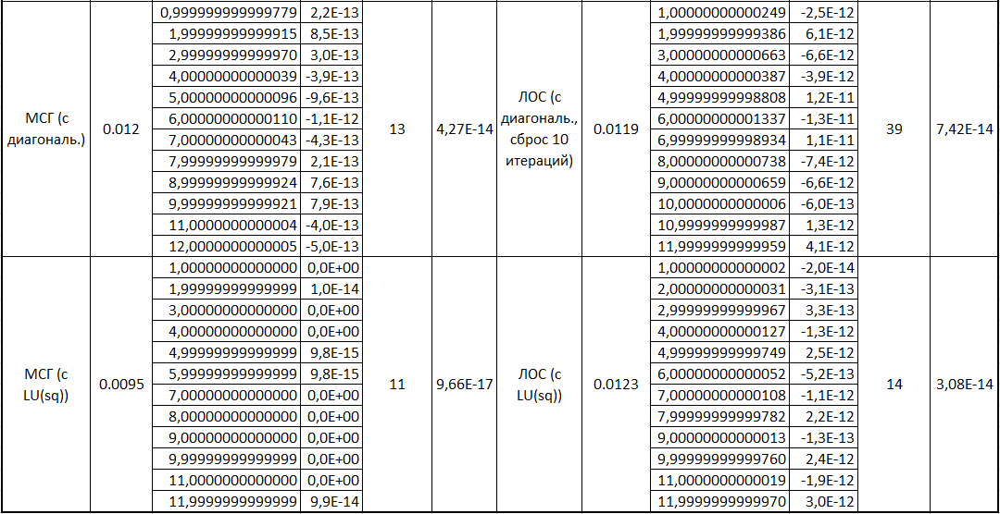 МСГ (с диагональ.)
0.012
0,999999999999779 2,2E-13
1,99999999999915 8,5E-13
2,99999999999970 3,0E-13
4,00000000000039 -3,9E-13
5,00000000000096 -9,6E-13
6,00000000000110 -1,1E-12
7,00000000000043 -4,3E-13
7,99999999999979 2,1E-13
8,99999999999924 7,6E-13
9,99999999999921 7,9E-13
11,0000000000004 -4,0E-13
12,0000000000005 -5,0E-13
13
4,27E-14
ЛОС (с
диагональ.,
сброс 10
итераций)
0.0119
1,00000000000249 -2,5E-12
1,99999999999386 6,1E-12
3,00000000000663 -6,6E-12
4,00000000000387 -3,9E-12
4,99999999998808 1,2E-11
6,00000000001337 -1,3E-11
6,99999999998934 1,1E-11
8,00000000000738 -7,4E-12
9,00000000000659 -6,6E-12
10,0000000000006 -6,0E-13
10,9999999999987 1,3E-12
11,9999999999959 4,1E-12
39
7,42E-14
МСГ (с
LU(sq))
0.0095
1,00000000000000 0,0E+00
1,99999999999999 1,0E-14
3,00000000000000 0,0E+00
4,00000000000000 0,0E+00
4,99999999999999 9,8E-15
5,99999999999999 9,8E-15
7,00000000000000 0,0E+00
8,00000000000000 0,0E+00
9,00000000000000 0,0E+00
9,99999999999999 0,0E+00
11,0000000000000 0,0E+00
11,9999999999999 9,9E-14
11
9,66E-17
ЛОС (с
LU(sq))
0.0123
1,00000000000002 -2,0E-14
2,00000000000031 -3,1E-13
2,99999999999967 3,3E-13
4,00000000000127 -1,3E-12
4,99999999999749 2,5E-12
6,00000000000052 -5,2E-13
7,00000000000108 -1,1E-12
7,99999999999782 2,2E-12
9,00000000000013 -1,3E-13
9,99999999999760 2,4E-12
11,0000000000019 -1,9E-12
11,9999999999970 3,0E-12
14
3,08E-14